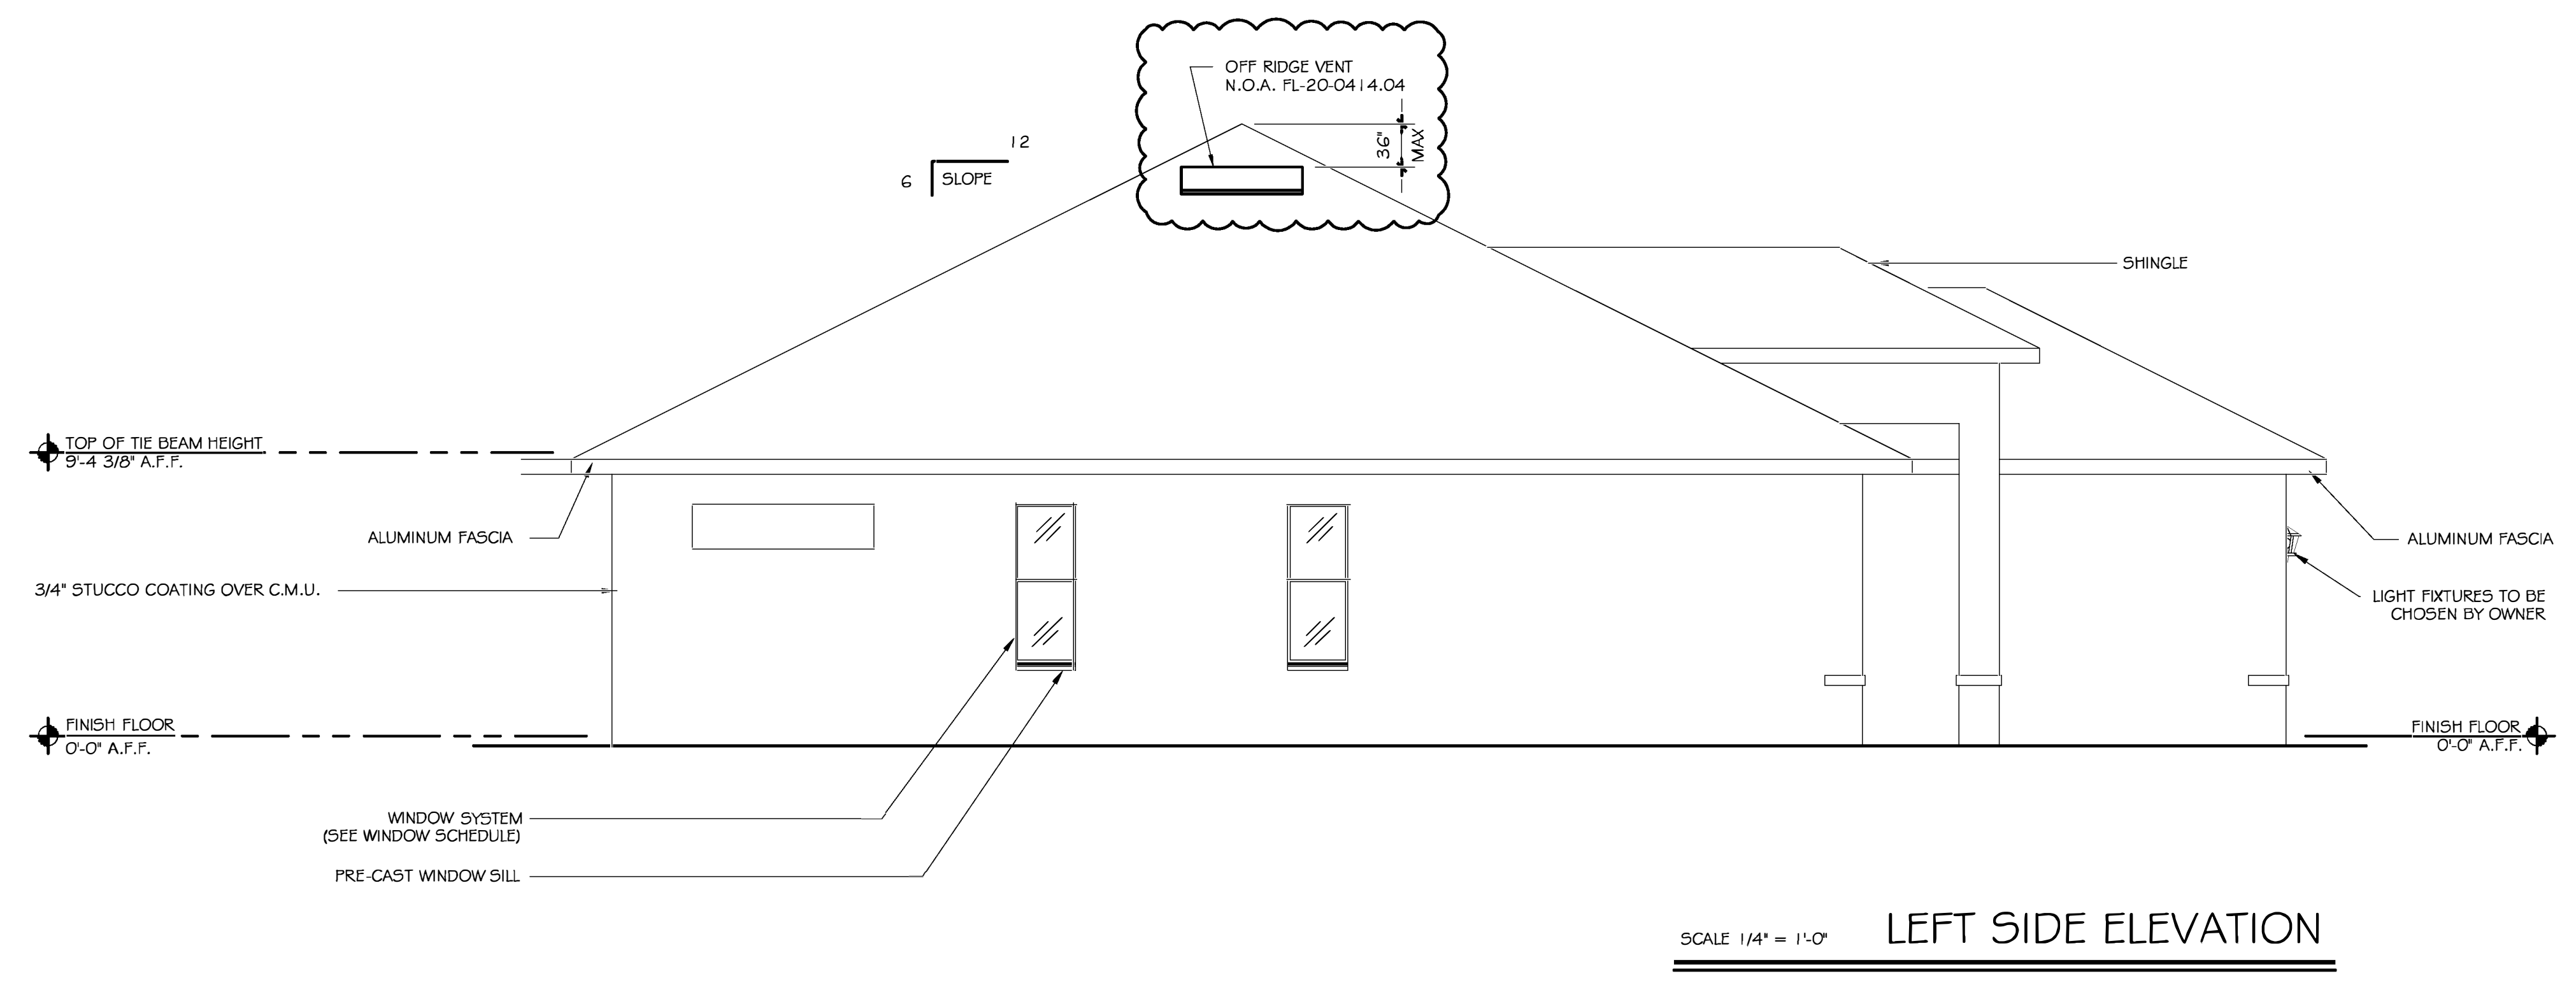 OFF RIDGE VENT
N.O.A. FL-20-0414.04
36"
MAX
12
6
SLOPE
SHINGLE
TOP OF TIE BEAM HEIGHT
9'-4 3/8" A.F.F.
ALUMINUM FASCIA
ALUMINUM FASCIA
3/4" STUCCO COATING OVER C.M.U.
LIGHT FIXTURES TO BE
CHOSEN BY OWNER
FINISH FLOOR
0'-0" A.F.F.
FINISH FLOOR
0'-0" A.F.F.
WINDOW SYSTEM
(SEE WINDOW SCHEDULE)
PRE-CAST WINDOW SILL
SCALE 1/4" = 1'-0"
LEFT SIDE ELEVATION